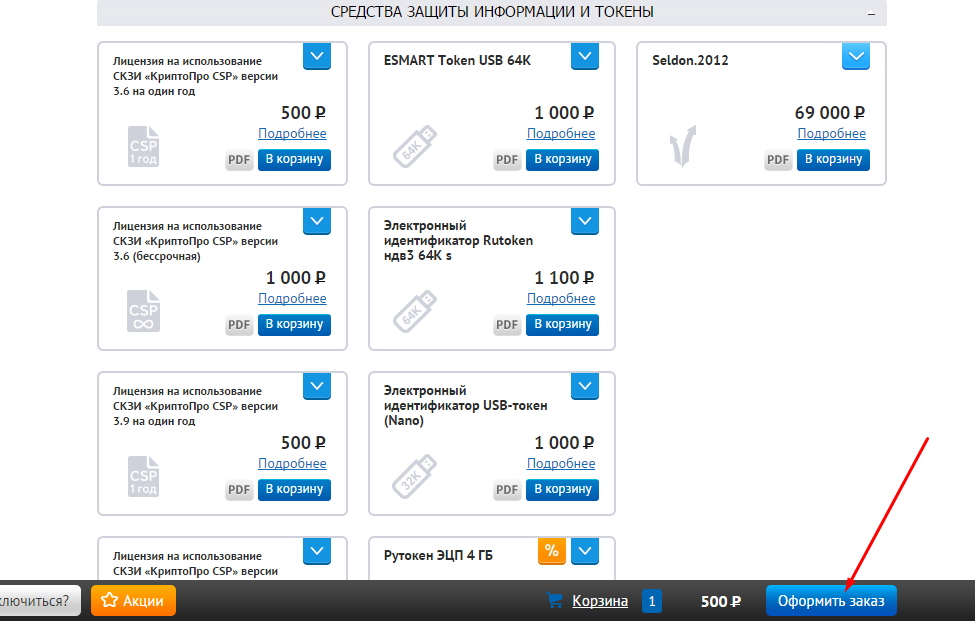 СРЕДСТВА ЗАЩИТЫ ИНФОРМАЦИИ И ТОКЕНЫ
Лицензия на использование
СКЗИ «КриптоПро CSP» версии
3.6 на один год
500 ₽
Подробнее
CSP
1 год
PDF
В корзину
ESMART Token USB 64K
1 000 ₽
Подробнее
64K
PDF
В корзину
Seldon.2012
69 000 ₽
Подробнее
PDF
В корзину
Лицензия на использование
СКЗИ «КриптоПро CSP» версии
3.6 (бессрочная)
1 000 ₽
Подробнее
CSP
∞
PDF
В корзину
Электронный
идентификатор Rutoken
ндв3 64K s
1 100 ₽
Подробнее
64K
PDF
В корзину
Лицензия на использование
СКЗИ «КриптоПро CSP» версии
3.9 на один год
500 ₽
Подробнее
CSP
1 год
PDF
В корзину
Электронный
идентификатор USB-токен
(Nano)
1 000 ₽
Подробнее
32K
PDF
В корзину
Лицензия на использование
СКЗИ «КриптоПро CSP» версии
Рутокен ЭЦП 4 ГБ
%
ключиться?
Акции
Корзина
1
500 ₽
Оформить заказ